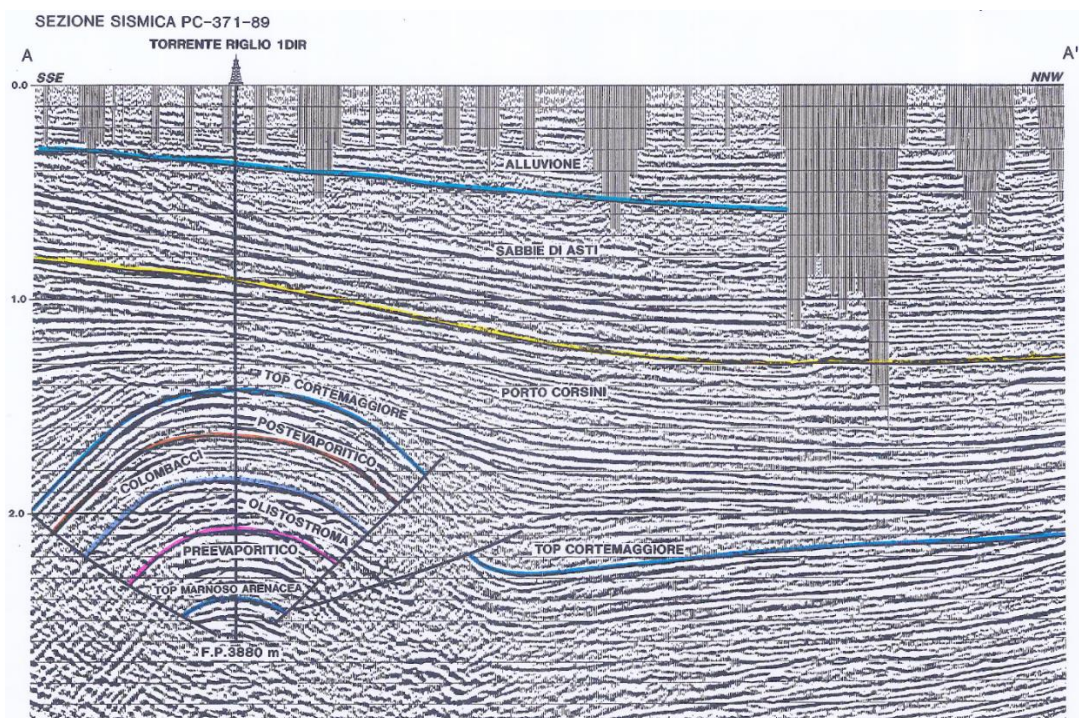 SEZIONE SISMICA PC-371-89
TORRENTE RIGLIO 1DIR
A
A'
SSE
NNW
0.0
ALLUVIONE
SABBIE DI ASTI
1.0
TOP CORTEMAGGIORE
PORTO CORSINI
POSTEVAPORITICO
COLOMBACCI
2.0
OLISTOSTROMA
PREEVAPORITICO
TOP CORTEMAGGIORE
TOP MARNOSO ARENACEA
F.P.3880 m